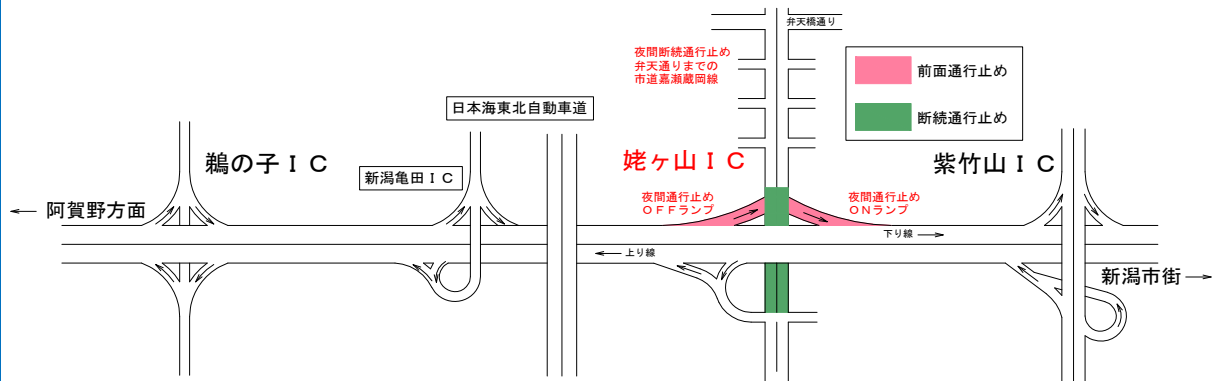 弁天橋通り
夜間断続通行止め
弁天通りまでの
市道嘉瀬蔵岡線
前面通行止め
断続通行止め
日本海東北自動車道
鵜の子ＩＣ
新潟亀田ＩＣ
姥ヶ山ＩＣ
紫竹山ＩＣ
夜間通行止め
ＯＦＦランプ
夜間通行止め
ＯＮランプ
阿賀野方面
下り線
上り線
新潟市街